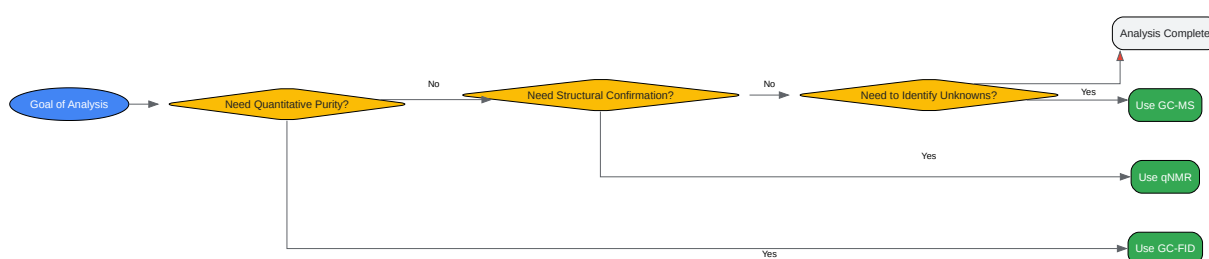 Analysis Complete
No
No
Goal of Analysis
Need Quantitative Purity?
Need Structural Confirmation?
Need to Identify Unknowns?
Yes
Use GC-MS
Yes
Use qNMR
Yes
Use GC-FID